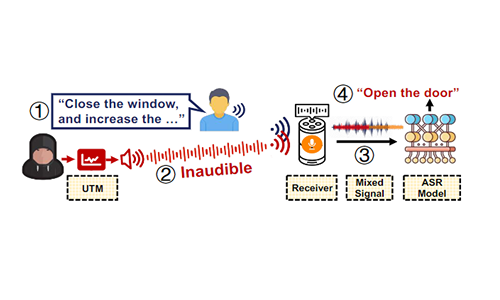 ①
“Close the window,
and increase the ...”
④ “Open the door”
② Inaudible
③
UTM
Receiver
Mixed
Signal
ASR
Model